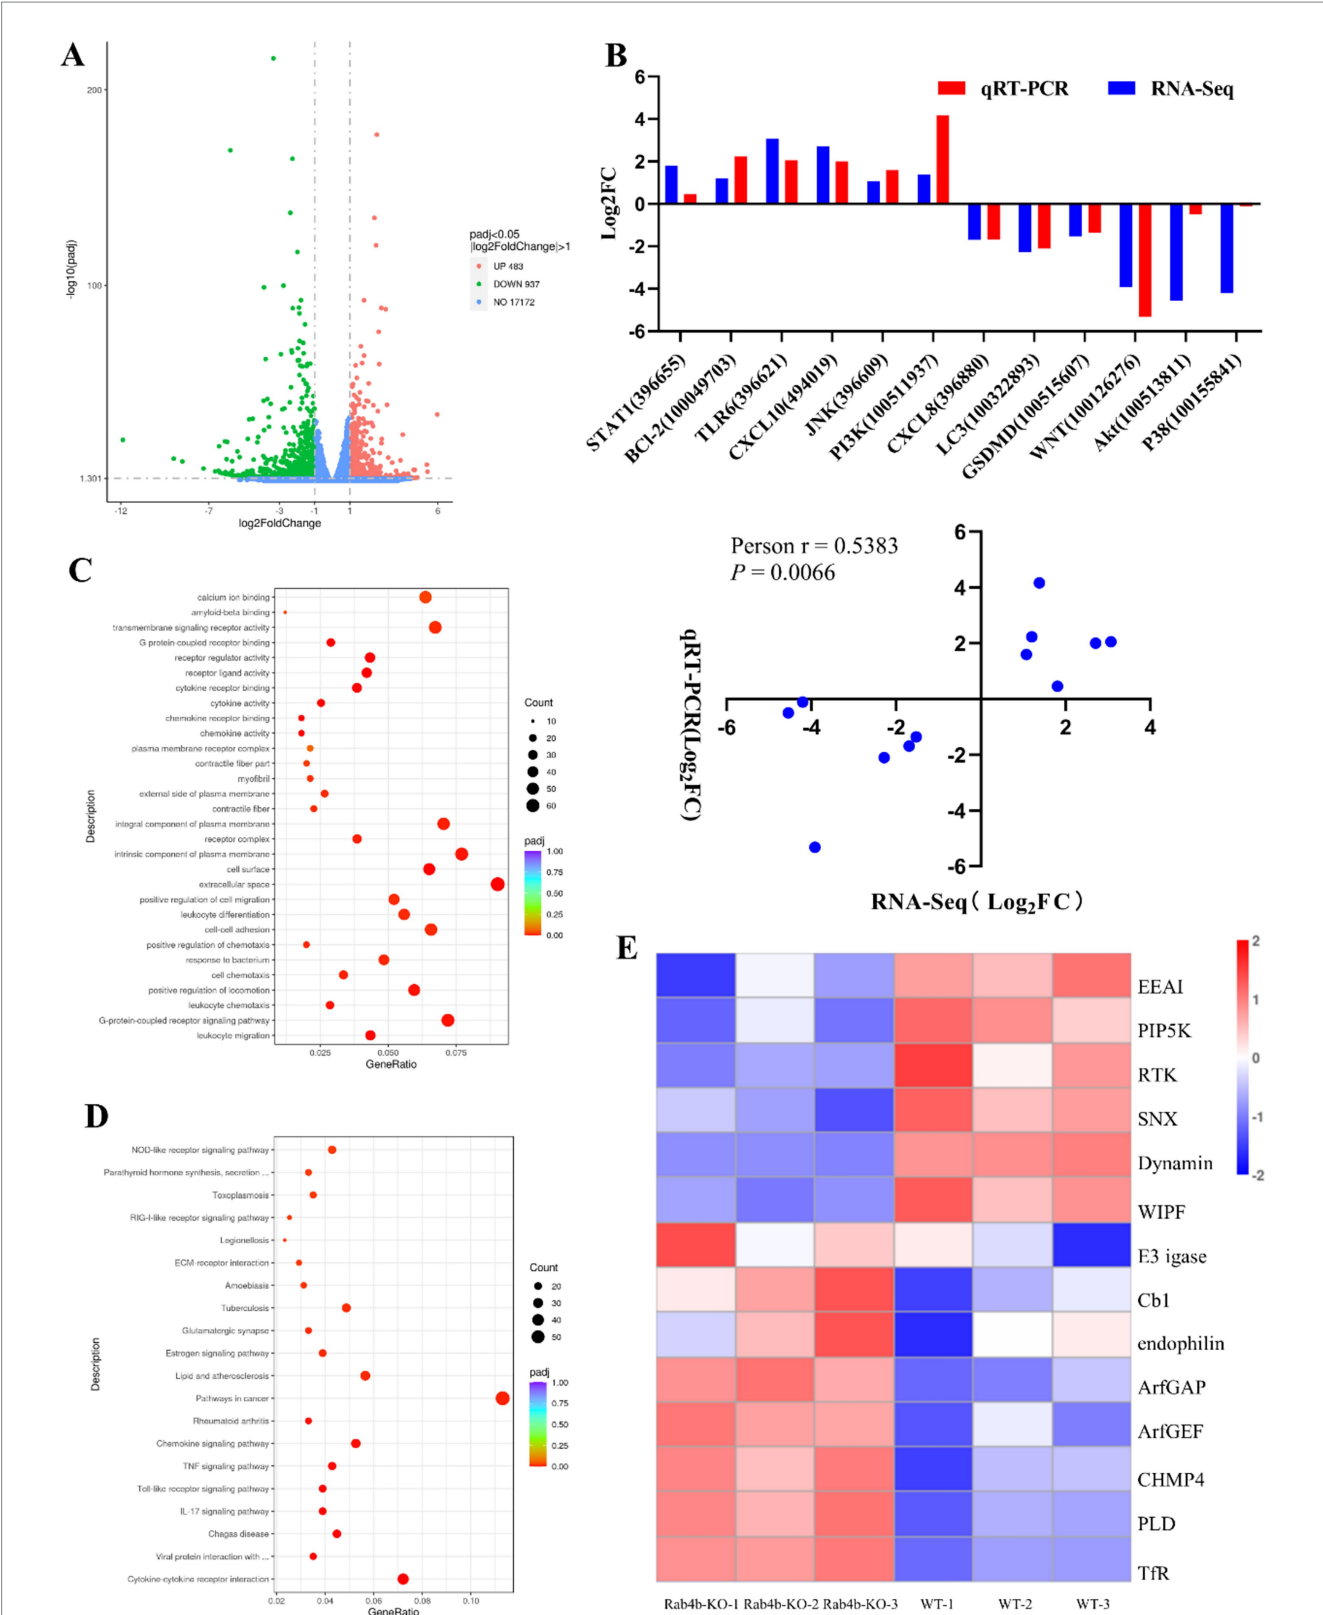 A
200
100
1.301
-log10(padj)
-12
-7
-3
-1
1
6
log2FoldChange
padj<0.05
|log2FoldChange|>1
UP 483
DOWN 937
NO 17172
B
qRT-PCR
RNA-Seq
6
4
2
0
-2
-4
-6
Log2FC
STAT1(396655)
BCl-2(100049703)
TLR6(396621)
CXCL10(494019)
JNK(396609)
PI3K(100511937)
CXCL8(396880)
LC3(100322893)
GSDMD(100515607)
WNT(100126276)
Akt(100513811)
P38(100155841)
Person r = 0.5383
P = 0.0066
6
4
2
-2
-4
-6
-6
-4
-2
2
4
qRT-PCR(Log2FC)
RNA-Seq( Log2FC )
C
Description
calcium ion binding
amyloid-beta binding
transmembrane signaling receptor activity
G protein-coupled receptor binding
receptor regulator activity
receptor ligand activity
cytokine receptor binding
cytokine activity
chemokine receptor binding
chemokine activity
plasma membrane receptor complex
contractile fiber part
myofibril
external side of plasma membrane
contractile fiber
integral component of plasma membrane
receptor complex
intrinsic component of plasma membrane
cell surface
extracellular space
positive regulation of cell migration
leukocyte differentiation
cell-cell adhesion
positive regulation of chemotaxis
response to bacterium
cell chemotaxis
positive regulation of locomotion
leukocyte chemotaxis
G-protein-coupled receptor signaling pathway
leukocyte migration
0.025
0.050
0.075
GeneRatio
Count
10
20
30
40
50
60
padj
1.00
0.75
0.50
0.25
0.00
D
Description
NOD-like receptor signaling pathway
Parathyroid hormone synthesis, secretion ...
Toxoplasmosis
RIG-I-like receptor signaling pathway
Legionellosis
ECM-receptor interaction
Amoebiasis
Tuberculosis
Glutamatergic synapse
Estrogen signaling pathway
Lipid and atherosclerosis
Pathways in cancer
Rheumatoid arthritis
Chemokine signaling pathway
TNF signaling pathway
Toll-like receptor signaling pathway
IL-17 signaling pathway
Chagas disease
Viral protein interaction with ...
Cytokine-cytokine receptor interaction
0.02
0.04
0.06
0.08
0.10
GeneRatio
Count
20
30
40
50
padj
1.00
0.75
0.50
0.25
0.00
E
EEAI
PIP5K
RTK
SNX
Dynamin
WIPF
E3 igase
Cb1
endophilin
ArfGAP
ArfGEF
CHMP4
PLD
TfR
Rab4b-KO-1 Rab4b-KO-2 Rab4b-KO-3 WT-1 WT-2 WT-3
2
1
0
-1
-2